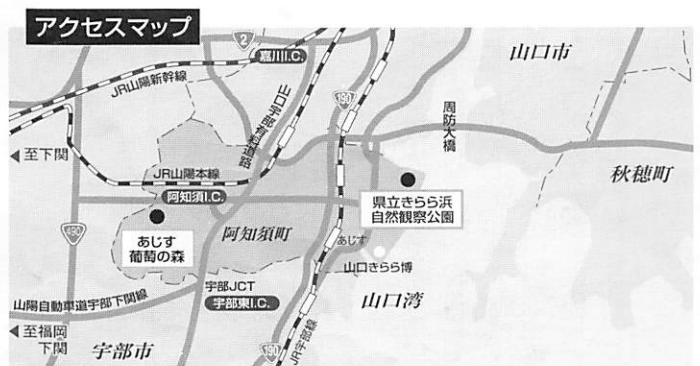 アクセスマップ
2
嘉川I.C.
山口市
JR山陽新幹線
山口宇部有料道路
190
周防大橋
至下関
JR山陽本線
秋穂町
阿知須I.C.
県立きらら浜
自然観察公園
490
あじす
葡萄の森
阿知須町
あじす
山口きらら博
宇部JCT
宇部東I.C.
山口湾
山陽自動車道宇部下関線
至福岡
下関
宇部市
190
JR宇部線